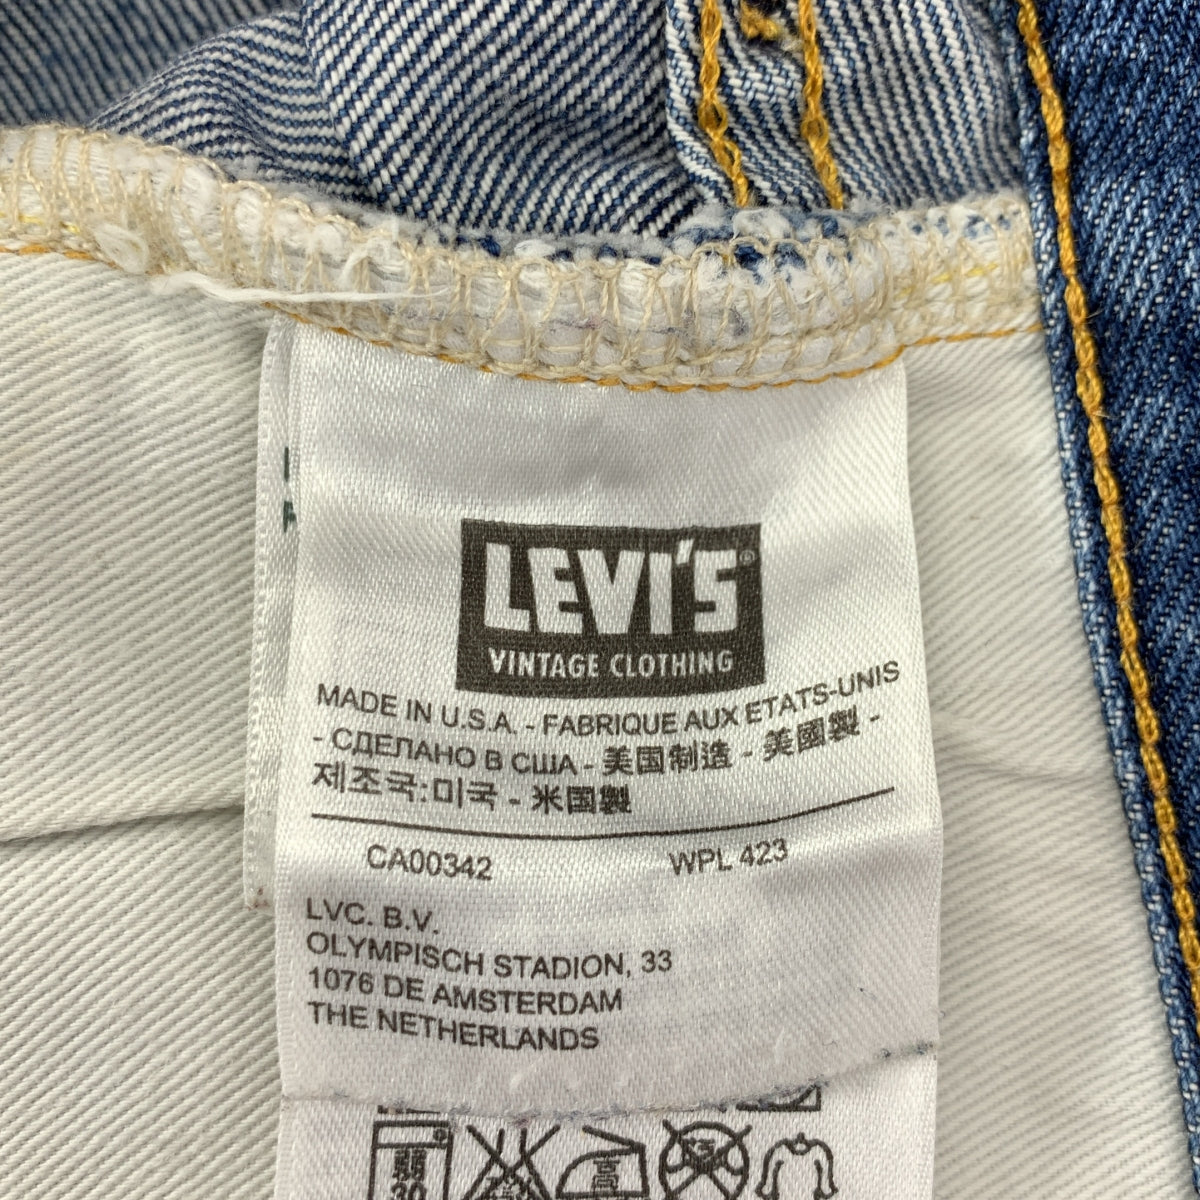 LEVI'S®
VINTAGE CLOTHING
MADE IN U.S.A. - FABRIQUE AUX ETATS-UNIS
- СДЕЛАНО В США - 美国制造 - 美國製 -
제조국:미국 - 米国製
CA00342 WPL 423
LVC. B.V.
OLYMPISCH STADION, 33
1076 DE AMSTERDAM
THE NETHERLANDS
30
高